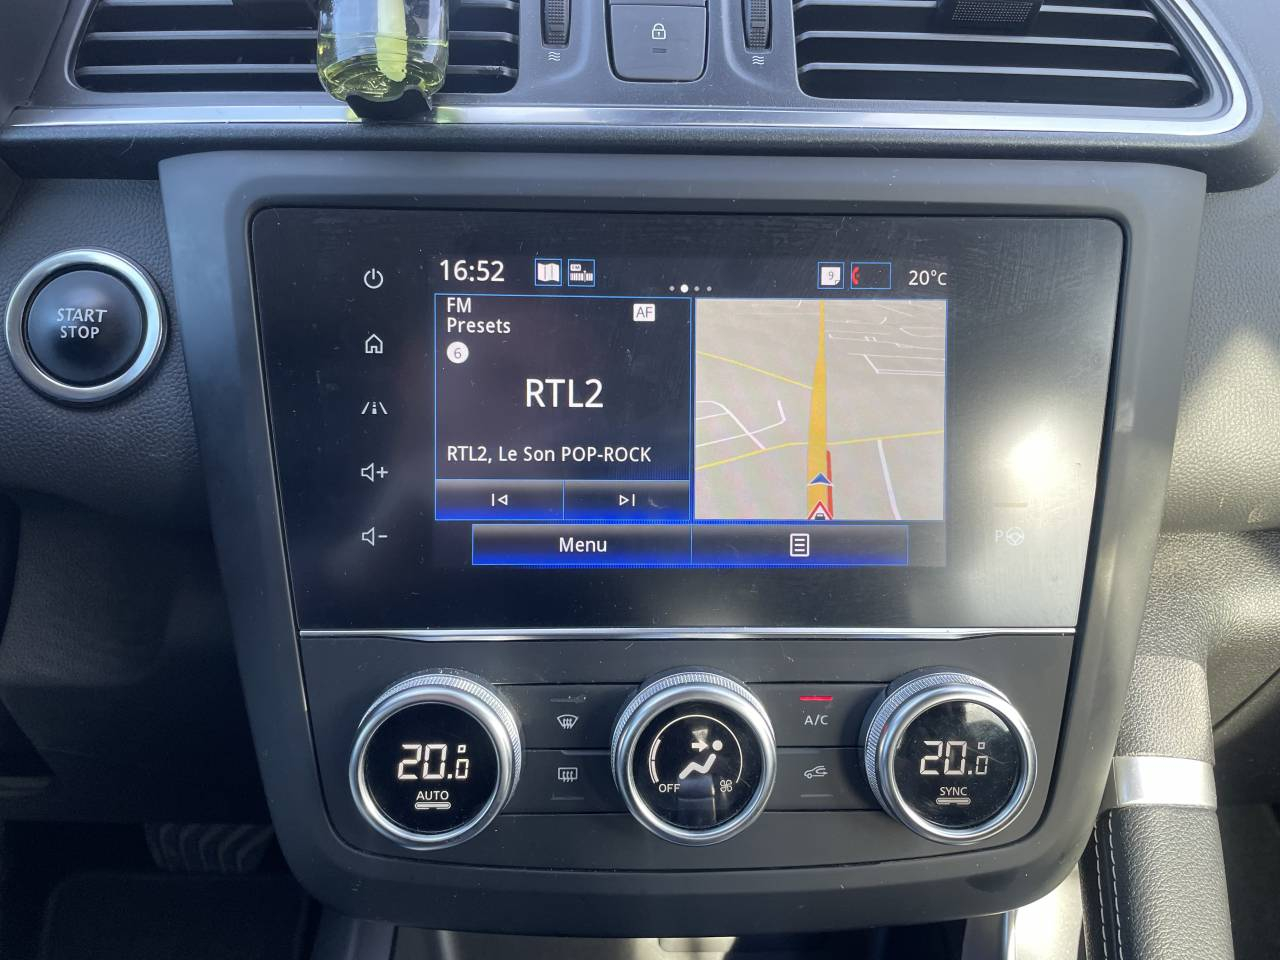 START
STOP
16:52
9
20°C
FM
Presets
AF
6
RTL2
RTL2, Le Son POP-ROCK
Menu
P
20.0
AUTO
OFF
A/C
20.0
SYNC